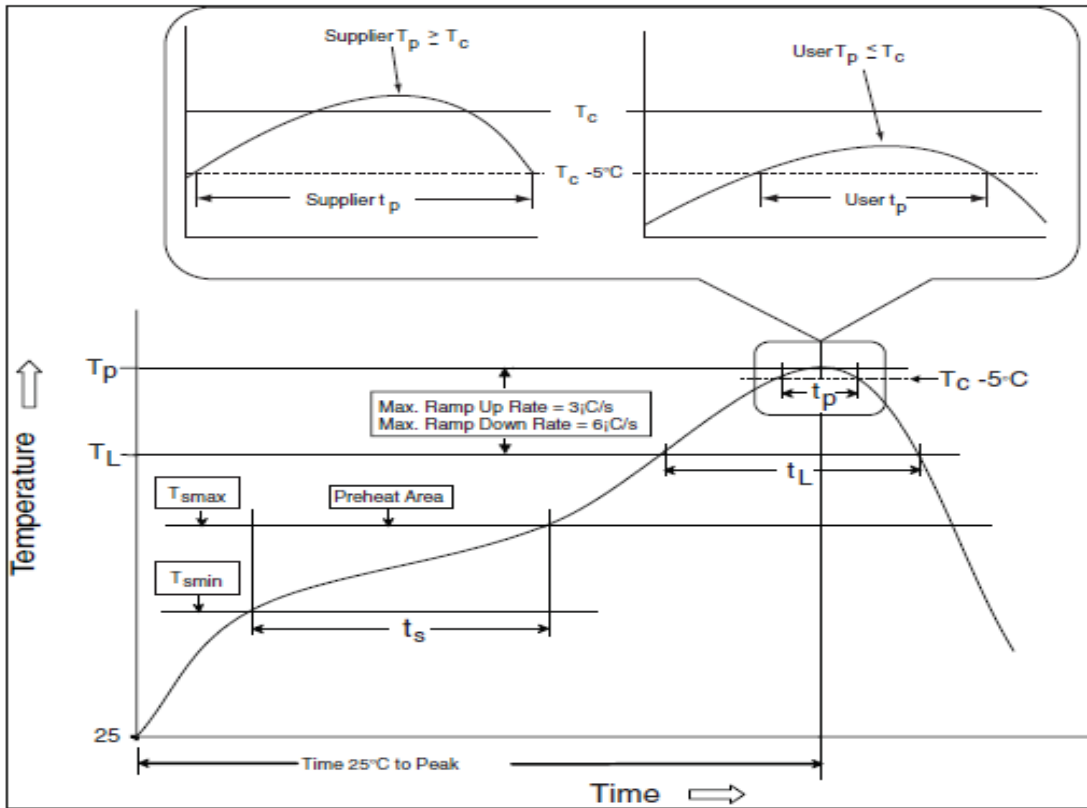 Supplier Tp ≥ Tc
User Tp ≤ Tc
Tc
Tc -5°C
Supplier tp
User tp
Tp
Tc -5°C
tp
Max. Ramp Up Rate = 3¡C/s
Max. Ramp Down Rate = 6¡C/s
TL
tL
Tsmax
Preheat Area
Tsmin
ts
Temperature
25
Time 25°C to Peak
Time